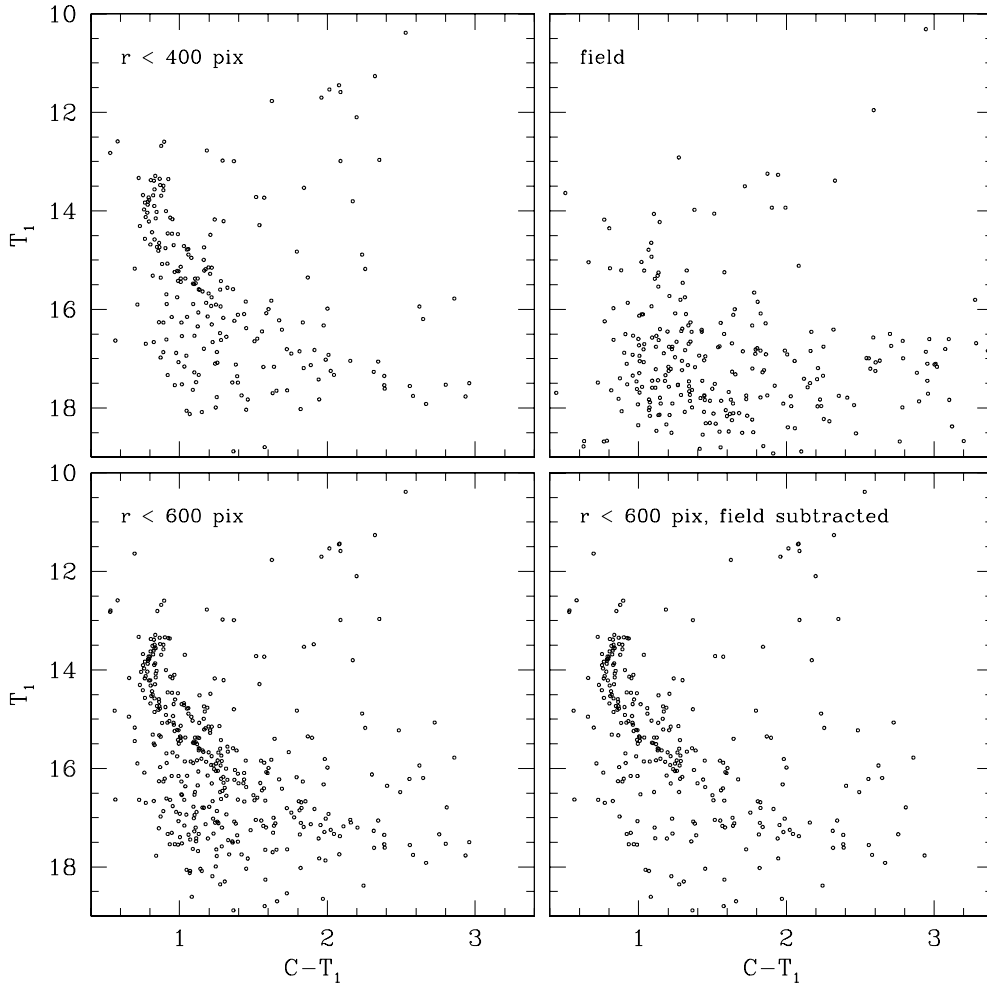 10
12
14
16
18
T₁
r < 400 pix
field
10
12
14
16
18
T₁
r < 600 pix
r < 600 pix, field subtracted
1
2
3
1
2
3
C−T₁
C−T₁